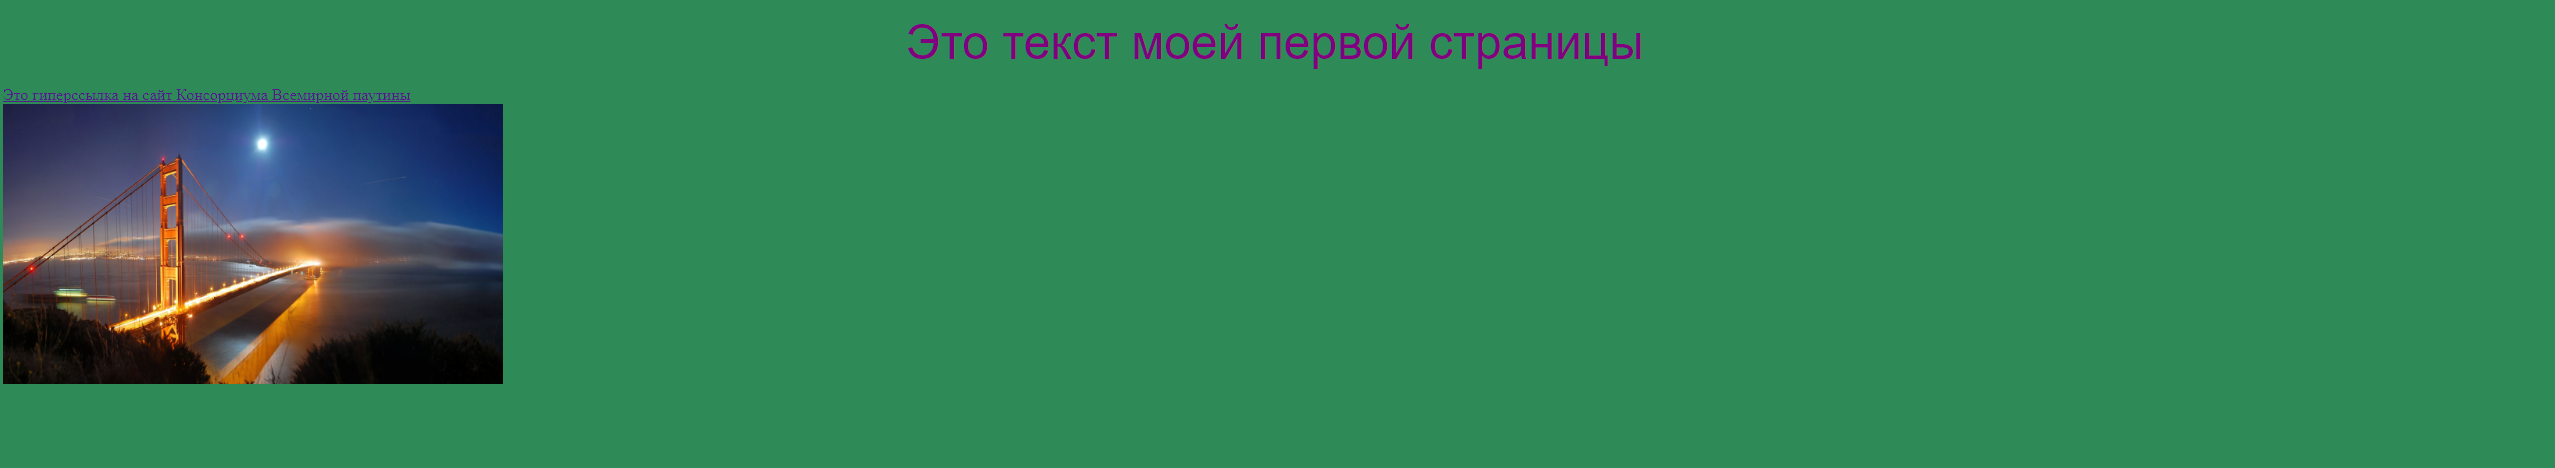 Это текст моей первой страницы
Это гиперссылка на сайт Консорциума Всемирной паутины